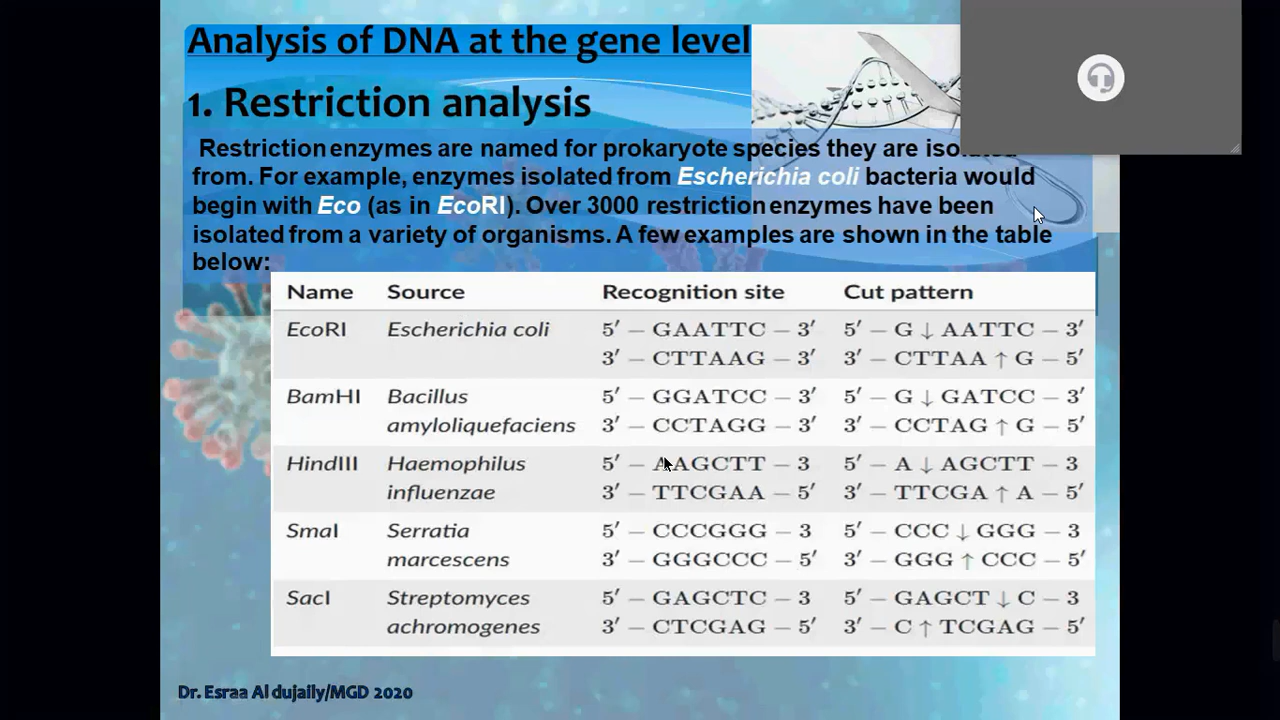 Analysis of DNA at the gene level
1. Restriction analysis
Restriction enzymes are named for prokaryote species they are isolated
from. For example, enzymes isolated from Escherichia coli bacteria would
begin with Eco (as in EcoRI). Over 3000 restriction enzymes have been
isolated from a variety of organisms. A few examples are shown in the table
below:
Name Source Recognition site Cut pattern
EcoRI Escherichia coli 5′ – GAATTC – 3′ 5′ – G ↓ AATTC – 3′
3′ – CTTAAG – 3′ 3′ – CTTAA ↑ G – 5′
BamHI Bacillus 5′ – GGATCC – 3′ 5′ – G ↓ GATCC – 3′
amyloliquefaciens 3′ – CCTAGG – 3′ 3′ – CCTAG ↑ G – 5′
HindIII Haemophilus 5′ – AAGCTT – 3 5′ – A ↓ AGCTT – 3
influenzae 3′ – TTCGAA – 5′ 3′ – TTCGA ↑ A – 5′
SmaI Serratia 5′ – CCCGGG – 3 5′ – CCC ↓ GGG – 3
marcescens 3′ – GGGCCC – 5′ 3′ – GGG ↑ CCC – 5′
SacI Streptomyces 5′ – GAGCTC – 3 5′ – GAGCT ↓ C – 3
achromogenes 3′ – CTCGAG – 5′ 3′ – C ↑ TCGAG – 5′
Dr. Esraa Al dujaily/MGD 2020